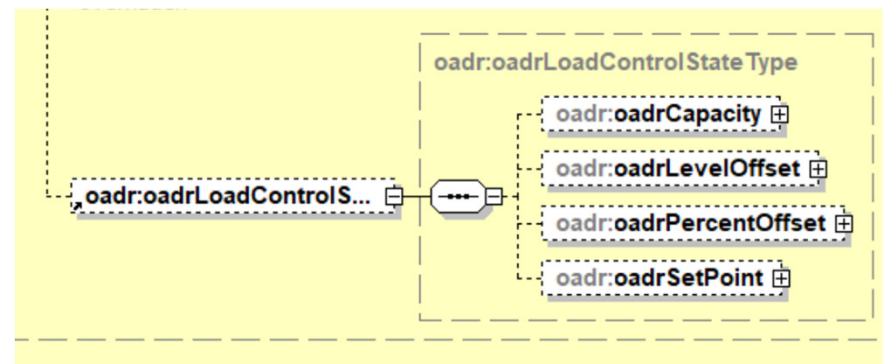 oadr:oadrLoadControlStateType
oadr:oadrCapacity
oadr:oadrLevelOffset
oadr:oadrLoadControlS...
oadr:oadrPercentOffset
oadr:oadrSetPoint